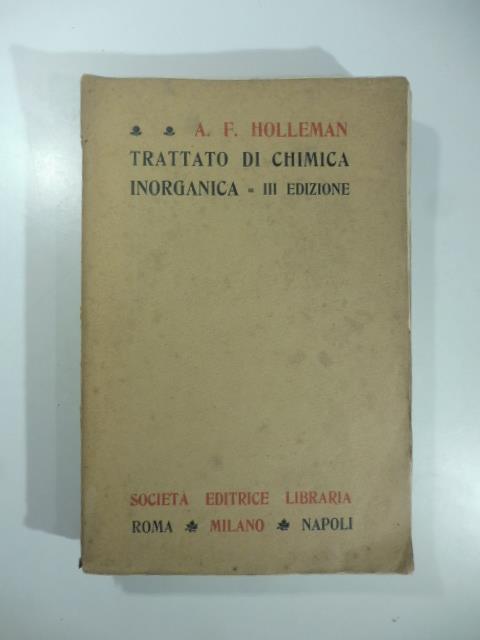 A. F. HOLLEMAN
TRATTATO DI CHIMICA
INORGANICA = III EDIZIONE
SOCIETÀ EDITRICE LIBRARIA
ROMA MILANO NAPOLI